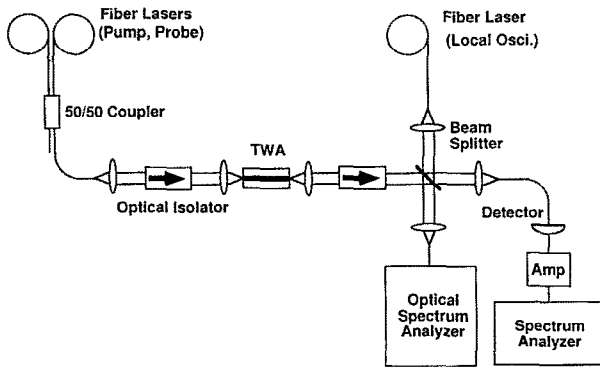 Fiber Lasers
(Pump, Probe)
Fiber Laser
(Local Osci.)
50/50 Coupler
TWA
Beam
Splitter
Optical Isolator
Detector
Amp
Optical
Spectrum
Analyzer
Spectrum
Analyzer